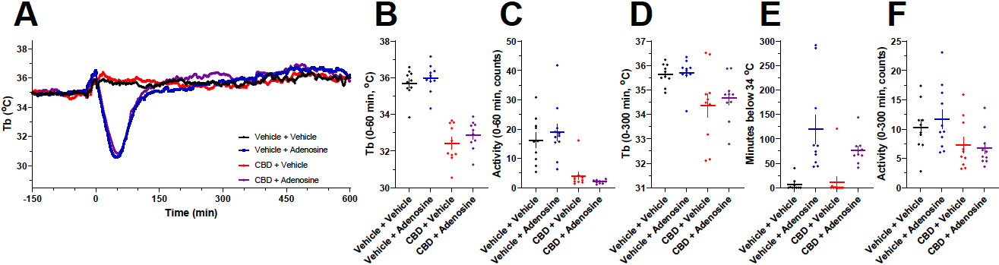 A
B
C
D
E
F
38
36
34
32
30
Tb (°C)
-150
0
150
300
450
600
Time (min)
Vehicle + Vehicle
Vehicle + Adenosine
CBD + Vehicle
CBD + Adenosine
38
36
34
32
30
Tb (0-60 min, °C)
Vehicle + Vehicle
Vehicle + Adenosine
CBD + Vehicle
CBD + Adenosine
50
40
30
20
10
0
Activity (0-60 min, counts)
Vehicle + Vehicle
Vehicle + Adenosine
CBD + Vehicle
CBD + Adenosine
37
36
35
34
33
32
31
Tb (0-300 min, °C)
Vehicle + Vehicle
Vehicle + Adenosine
CBD + Vehicle
CBD + Adenosine
300
250
200
150
100
50
0
Minutes below 34 °C
Vehicle + Vehicle
Vehicle + Adenosine
CBD + Vehicle
CBD + Adenosine
25
20
15
10
5
0
Activity (0-300 min, counts)
Vehicle + Vehicle
Vehicle + Adenosine
CBD + Vehicle
CBD + Adenosine